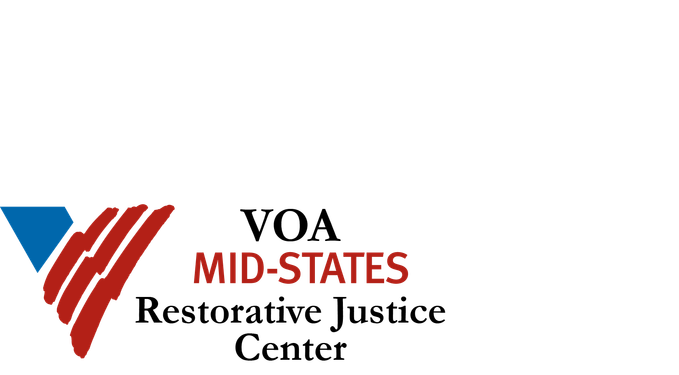 VOA
MID-STATES
Restorative Justice
Center